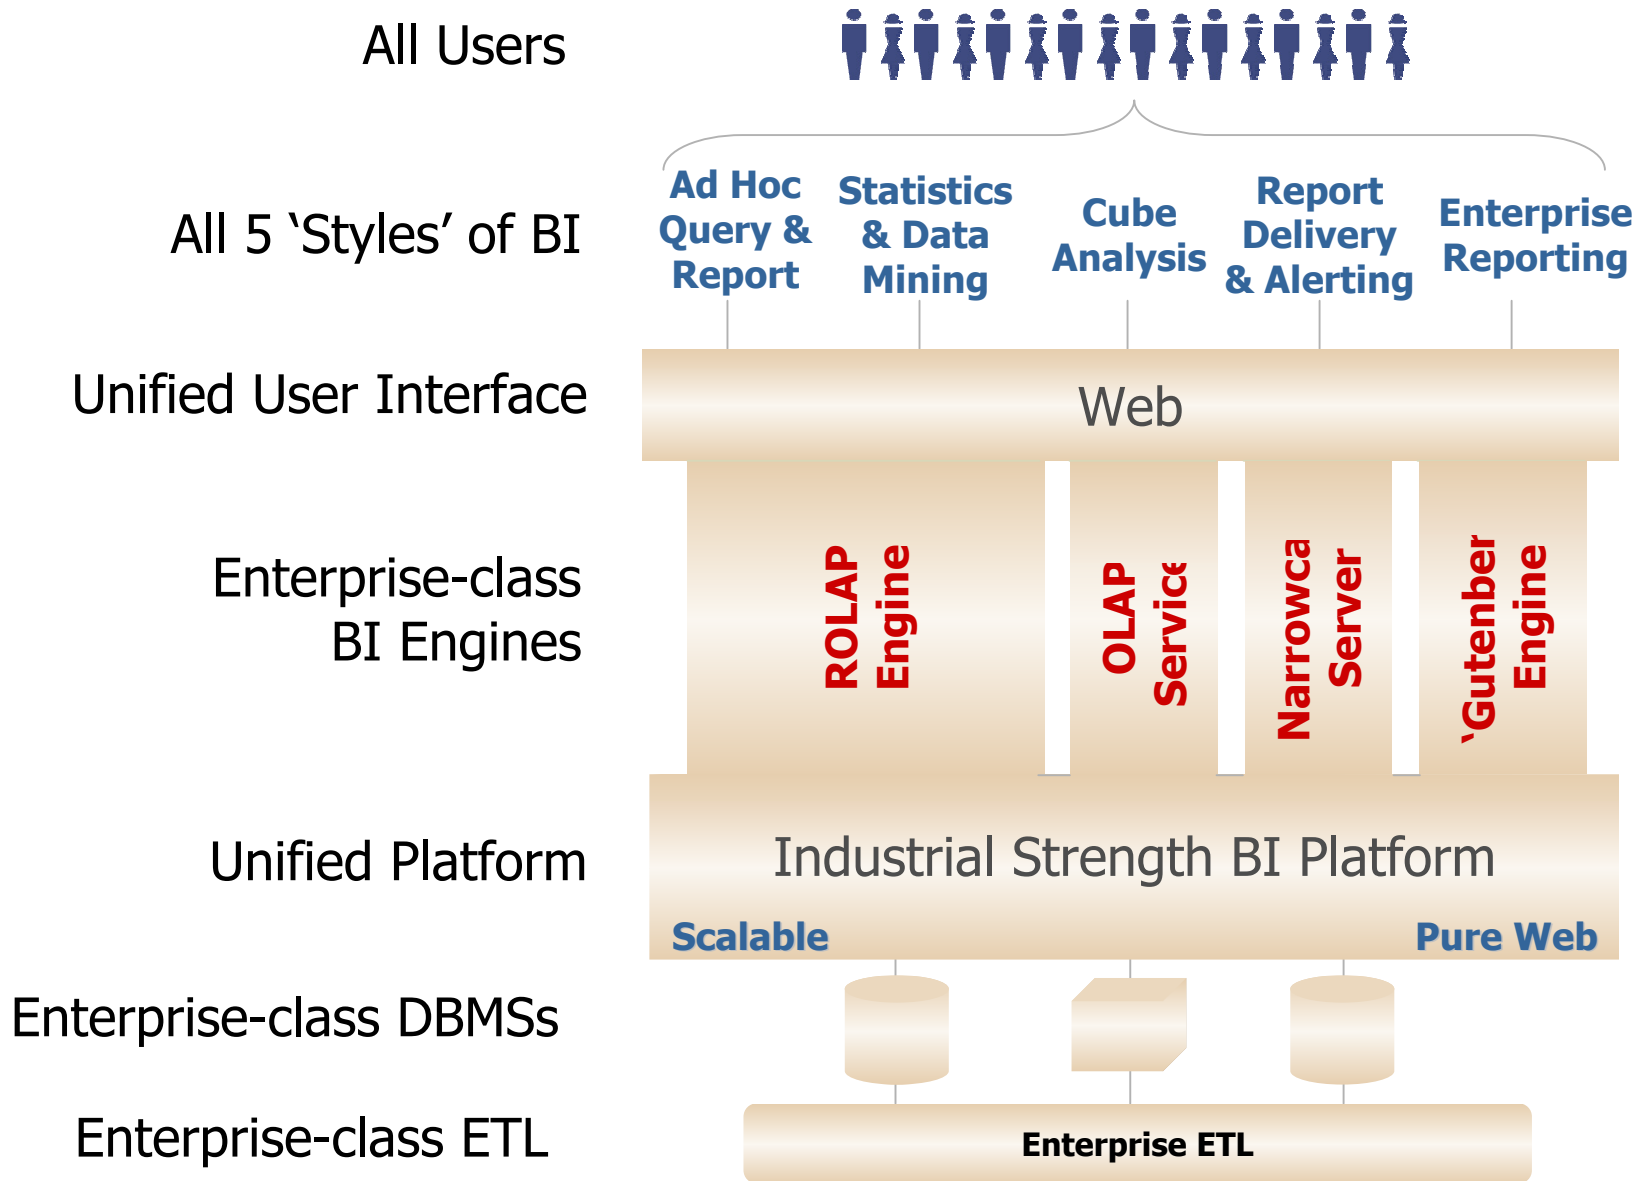 All Users
All 5 ‘Styles’ of BI
Ad Hoc
Query &
Report
Statistics
& Data
Mining
Cube
Analysis
Report
Delivery
& Alerting
Enterprise
Reporting
Unified User Interface
Web
Enterprise-class
BI Engines
ROLAP
Engine
OLAP
Service
Narrowca
Server
‘Gutenber
Engine
Unified Platform
Industrial Strength BI Platform
Scalable
Pure Web
Enterprise-class DBMSs
Enterprise-class ETL
Enterprise ETL